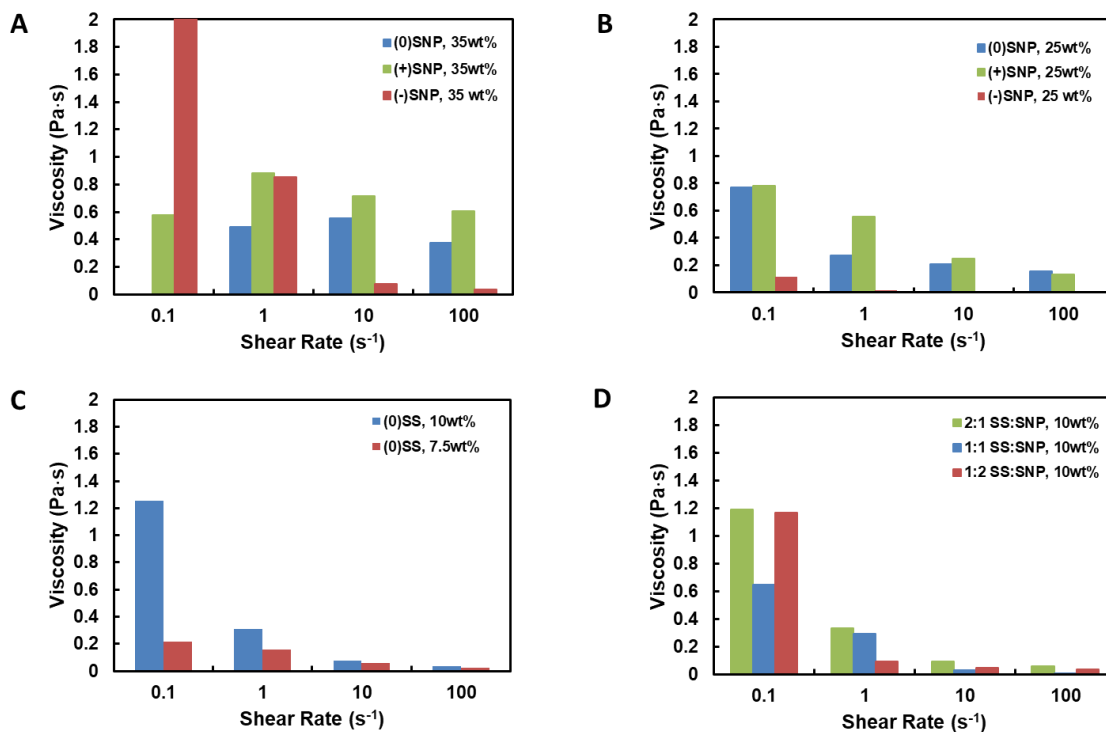 A
2
1.8
1.6
1.4
1.2
1
0.8
0.6
0.4
0.2
0
Viscosity (Pa·s)
(0)SNP, 35wt%
(+)SNP, 35wt%
(-)SNP, 35 wt%
0.1 1 10 100
Shear Rate (s⁻¹)
B
2
1.8
1.6
1.4
1.2
1
0.8
0.6
0.4
0.2
0
Viscosity (Pa·s)
(0)SNP, 25wt%
(+)SNP, 25wt%
(-)SNP, 25 wt%
0.1 1 10 100
Shear Rate (s⁻¹)
C
2
1.8
1.6
1.4
1.2
1
0.8
0.6
0.4
0.2
0
Viscosity (Pa·s)
(0)SS, 10wt%
(0)SS, 7.5wt%
0.1 1 10 100
Shear Rate (s⁻¹)
D
2
1.8
1.6
1.4
1.2
1
0.8
0.6
0.4
0.2
0
Viscosity (Pa·s)
2:1 SS:SNP, 10wt%
1:1 SS:SNP, 10wt%
1:2 SS:SNP, 10wt%
0.1 1 10 100
Shear Rate (s⁻¹)